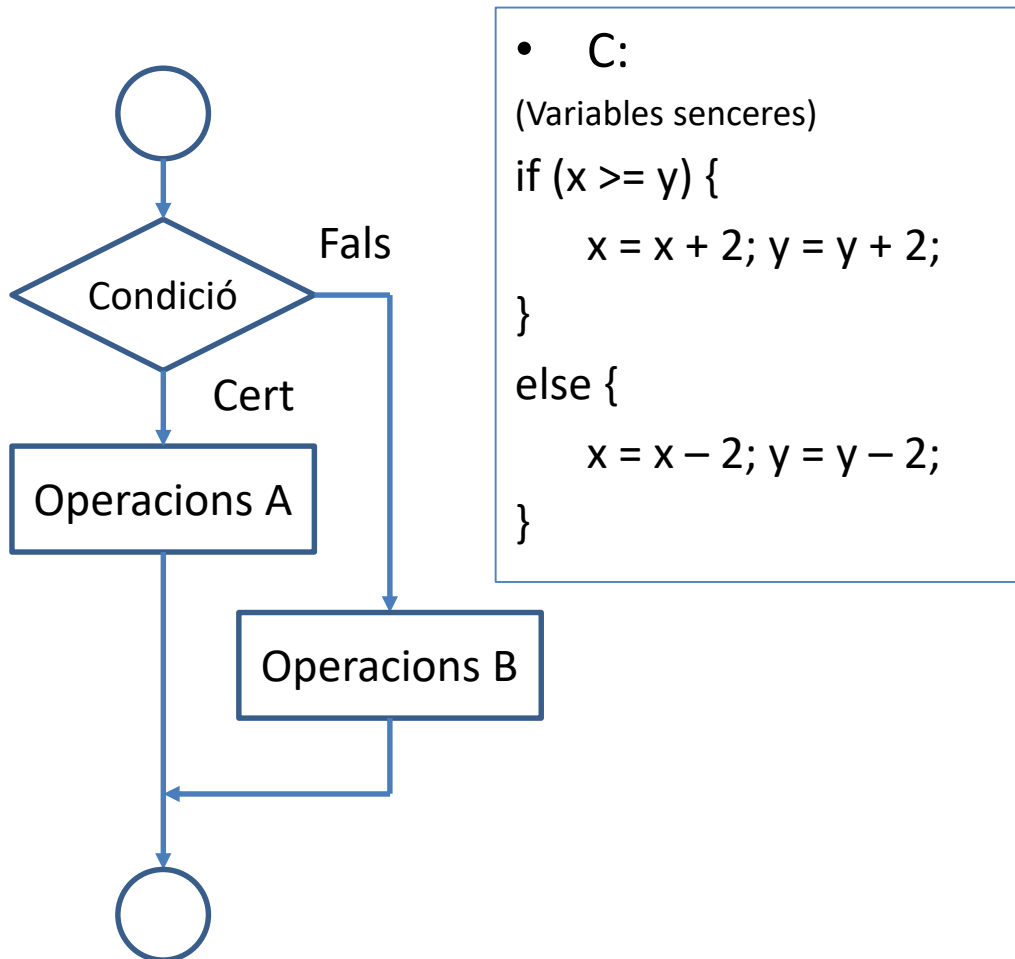 Condició
Fals
Cert
Operacions A
Operacions B
• C:
(Variables senceres)
if (x >= y) {
x = x + 2; y = y + 2;
}
else {
x = x – 2; y = y – 2;
}